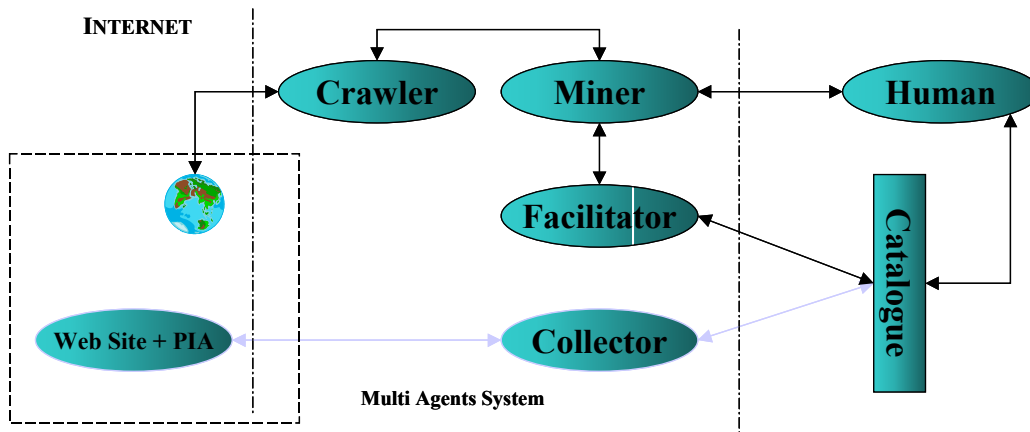 INTERNET
Crawler
Miner
Human
Facilitator
Catalogue
Web Site + PIA
Collector
Multi Agents System